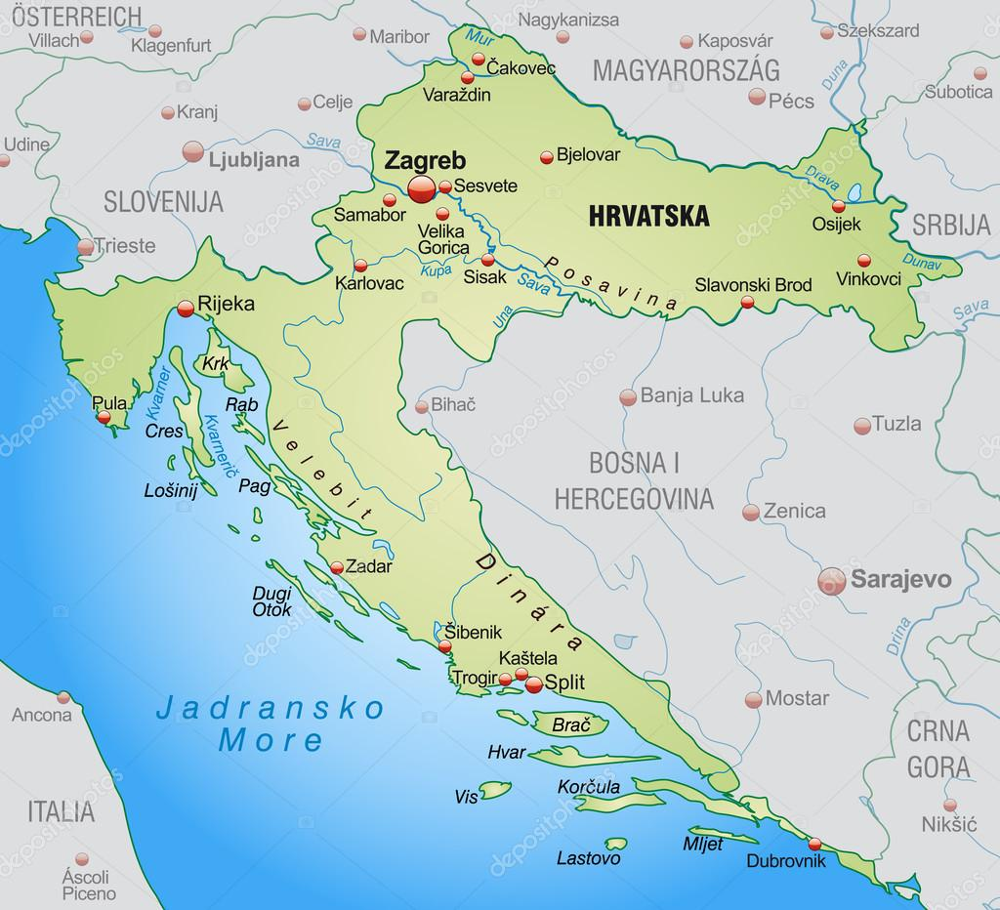 ÖSTERREICH
Villach
Klagenfurt
Maribor
Nagykanizsa
Kaposvár
Szekszard
Mur
Čakovec
Varaždin
MAGYARORSZÁG
Duna
Subotica
Pécs
Kranj
Celje
Udine
Ljubljana
Sava
Zagreb
Sesvete
Bjelovar
Drava
SLOVENIJA
Samabor
Velika
Gorica
HRVATSKA
Osijek
SRBIJA
Trieste
Karlovac
Kupa
Sisak
Sava
Posavina
Slavonski Brod
Vinkovci
Dunav
Sava
Una
Rijeka
Krk
Pula
Kvarner
Rab
Cres
Kvarnerič
Velebit
Lošinij
Pag
Bihač
Banja Luka
Tuzla
BOSNA I
HERCEGOVINA
Zenica
Zadar
Dinára
Sarajevo
Dugi
Otok
Šibenik
Drina
Kaštela
Trogir
Split
Ancona
Jadransko
More
Brač
Mostar
Hvar
CRNA
GORA
Vis
Korčula
ITALIA
Nikšić
Mljet
Lastovo
Dubrovnik
Áscoli
Piceno
depositphotos